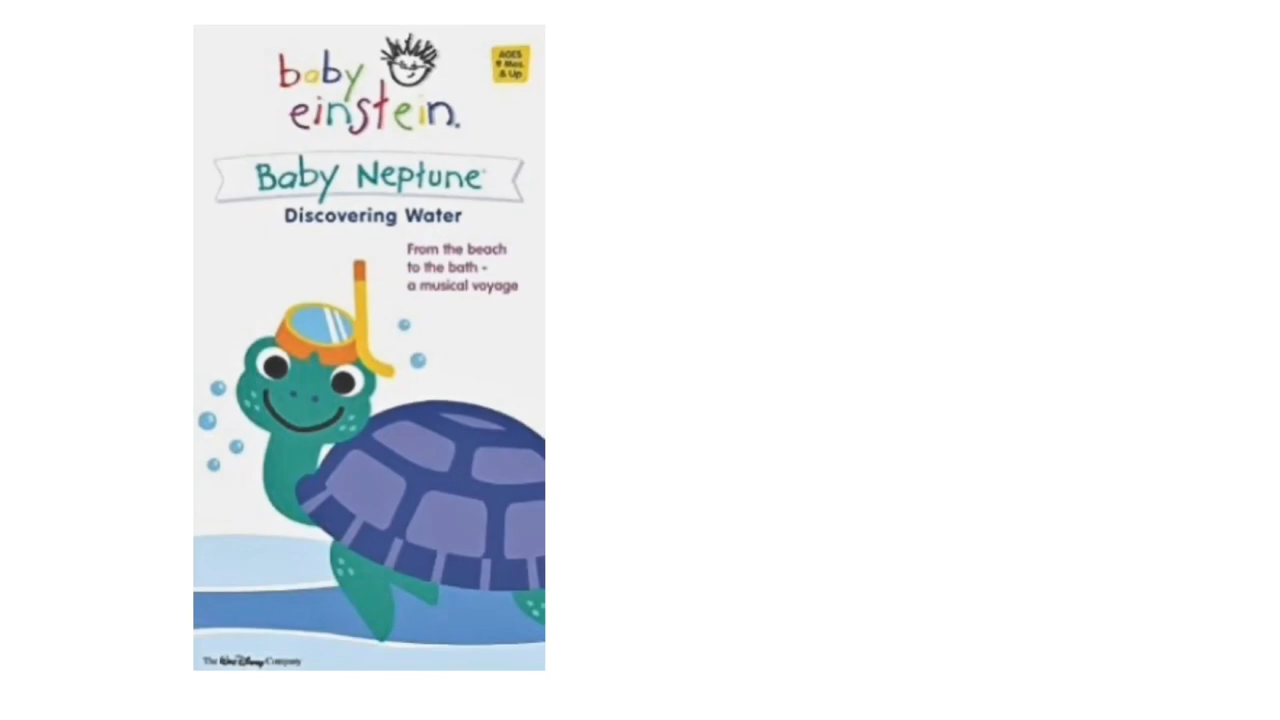 baby
einstein.
AGES
9 Mos.
& Up
Baby Neptune
Discovering Water
From the beach
to the bath -
a musical voyage
The Walt Disney Company